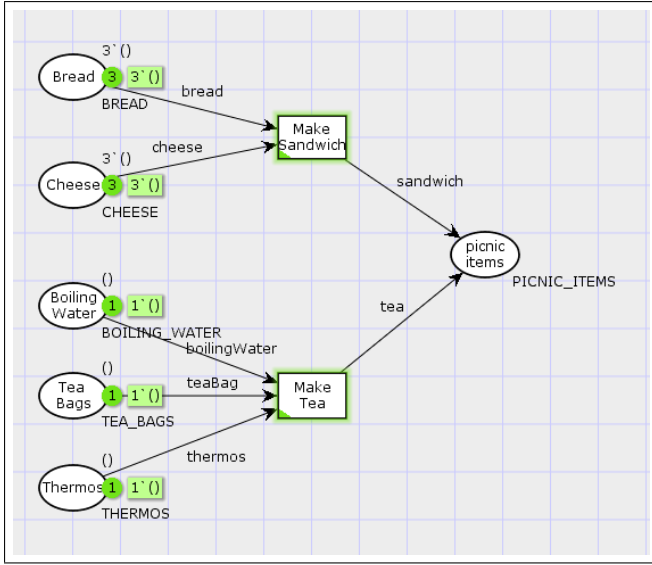 3`()
Bread 3 3`()
BREAD
bread
Make
Sandwich
3`()
cheese
Cheese 3 3`()
CHEESE
sandwich
picnic
items
PICNIC_ITEMS
()
Boiling
Water
1 1`()
BOILING_WATER
boilingWater
tea
()
Tea
Bags
1 1`()
TEA_BAGS
teaBag
Make
Tea
()
thermos
Thermos 1 1`()
THERMOS